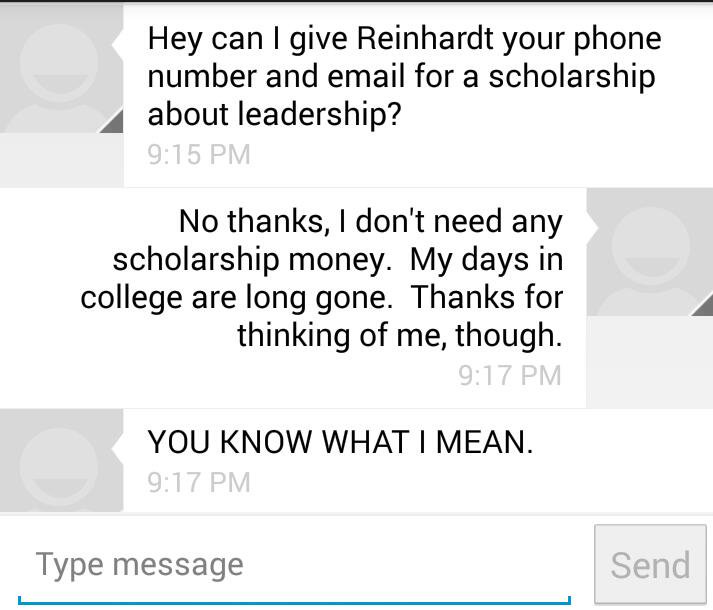 Hey can I give Reinhardt your phone
number and email for a scholarship
about leadership?
9:15 PM
No thanks, I don't need any
scholarship money.  My days in
college are long gone.  Thanks for
thinking of me, though.
9:17 PM
YOU KNOW WHAT I MEAN.
9:17 PM
Type message
Send